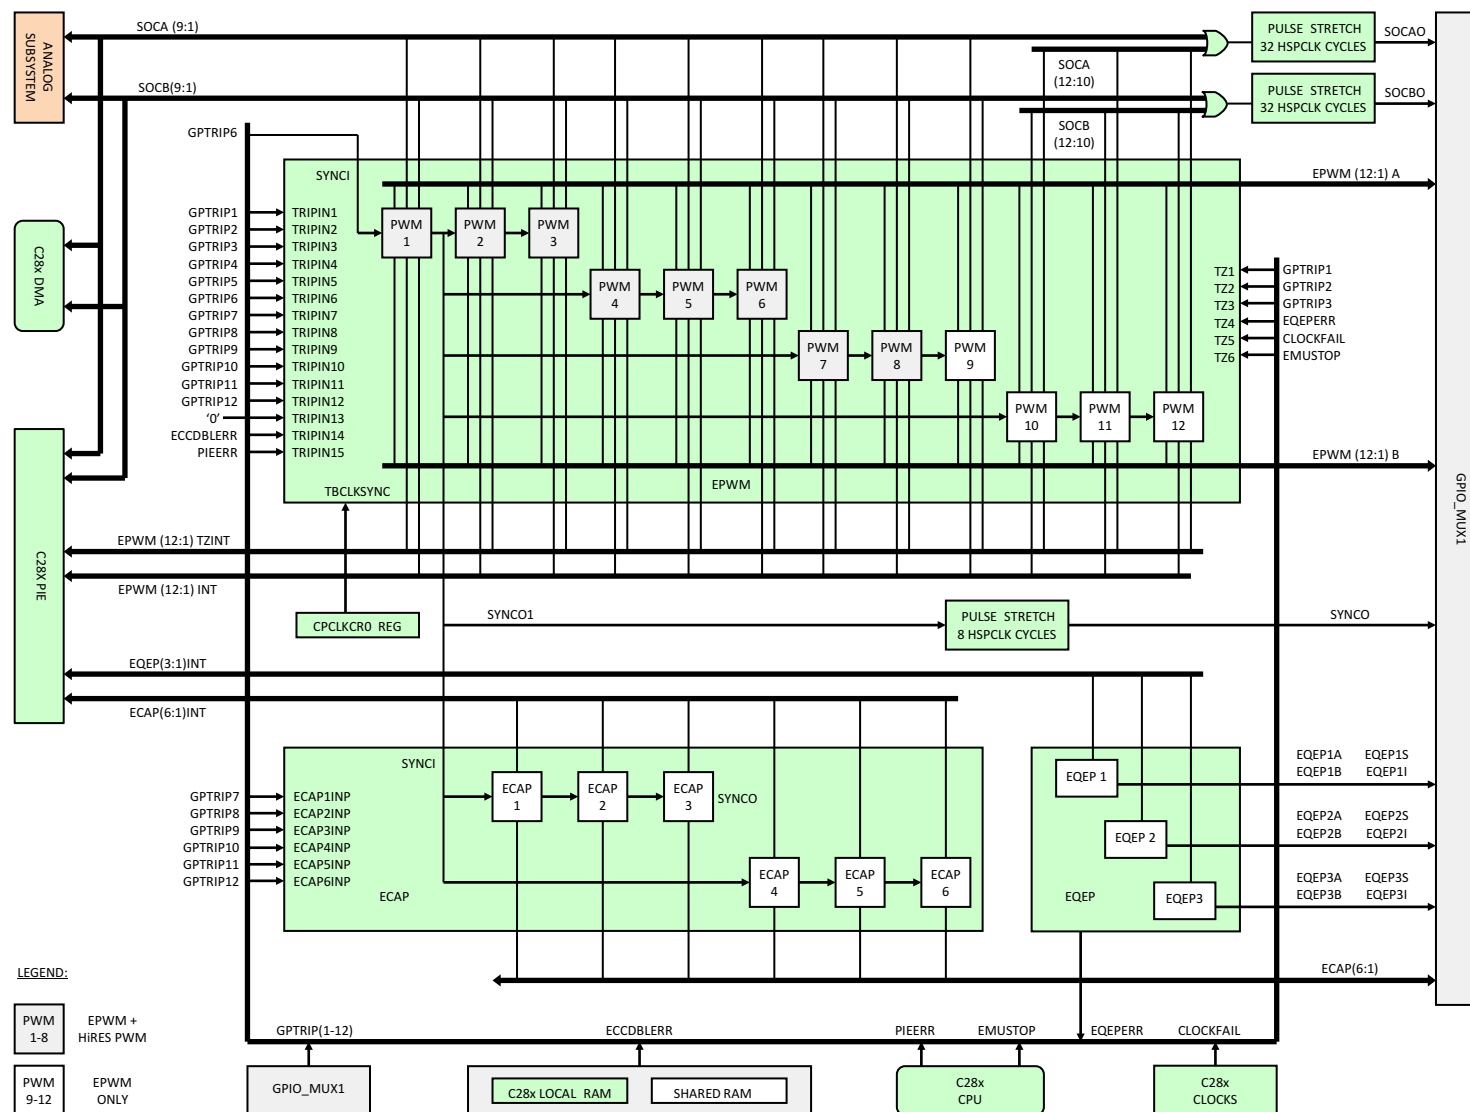 SOCA (9:1)
ANALOG
SUBSYSTEM
PULSE STRETCH
32 HSPCLK CYCLES
SOCAO
SOCA
(12:10)
SOCB(9:1)
PULSE STRETCH
32 HSPCLK CYCLES
SOCBO
SOCB
(12:10)
GPTRIP6
SYNCI
EPWM (12:1) A
C28x DMA
GPTRIP1
GPTRIP2
GPTRIP3
GPTRIP4
GPTRIP5
GPTRIP6
GPTRIP7
GPTRIP8
GPTRIP9
GPTRIP10
GPTRIP11
GPTRIP12
‘0’
ECCDBLERR
PIEERR
TRIPIN1
TRIPIN2
TRIPIN3
TRIPIN4
TRIPIN5
TRIPIN6
TRIPIN7
TRIPIN8
TRIPIN9
TRIPIN10
TRIPIN11
TRIPIN12
TRIPIN13
TRIPIN14
TRIPIN15
PWM
1
PWM
2
PWM
3
PWM
4
PWM
5
PWM
6
PWM
7
PWM
8
PWM
9
PWM
10
PWM
11
PWM
12
TZ1
TZ2
TZ3
TZ4
TZ5
TZ6
GPTRIP1
GPTRIP2
GPTRIP3
EQEPERR
CLOCKFAIL
EMUSTOP
EPWM (12:1) B
EPWM
TBCLKSYNC
GPIO_MUX1
C28X PIE
EPWM (12:1) TZINT
EPWM (12:1) INT
CPCLKCR0 REG
SYNCO1
PULSE STRETCH
8 HSPCLK CYCLES
SYNCO
EQEP(3:1)INT
ECAP(6:1)INT
SYNCI
GPTRIP7
GPTRIP8
GPTRIP9
GPTRIP10
GPTRIP11
GPTRIP12
ECAP1INP
ECAP2INP
ECAP3INP
ECAP4INP
ECAP5INP
ECAP6INP
ECAP
1
ECAP
2
ECAP
3
SYNCO
ECAP
4
ECAP
5
ECAP
6
ECAP
EQEP 1
EQEP 2
EQEP3
EQEP
EQEP1A EQEP1S
EQEP1B EQEP1I
EQEP2A EQEP2S
EQEP2B EQEP2I
EQEP3A EQEP3S
EQEP3B EQEP3I
ECAP(6:1)
LEGEND:
PWM
1-8
EPWM +
HiRES PWM
PWM
9-12
EPWM
ONLY
GPTRIP(1-12)
ECCDBLERR
PIEERR
EMUSTOP
EQEPERR
CLOCKFAIL
GPIO_MUX1
C28x LOCAL RAM
SHARED RAM
C28x
CPU
C28x
CLOCKS